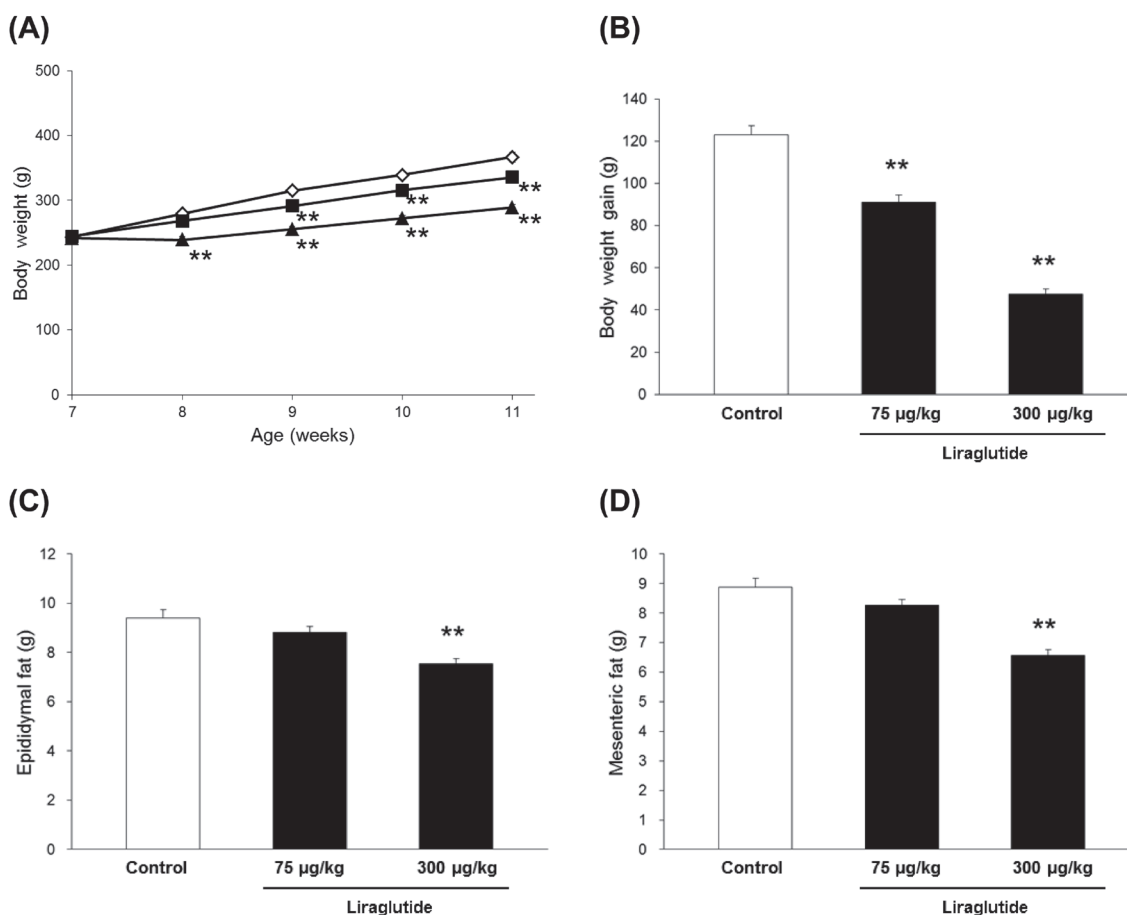 (A)
500
400
300
200
100
0
Body weight (g)
** ** ** **
** ** **
7 8 9 10 11
Age (weeks)
(B)
140
120
100
80
60
40
20
0
Body weight gain (g)
**
**
Control 75 µg/kg 300 µg/kg
Liraglutide
(C)
12
10
8
6
4
2
0
Epididymal fat (g)
**
Control 75 µg/kg 300 µg/kg
Liraglutide
(D)
10
9
8
7
6
5
4
3
2
1
0
Mesenteric fat (g)
**
Control 75 µg/kg 300 µg/kg
Liraglutide